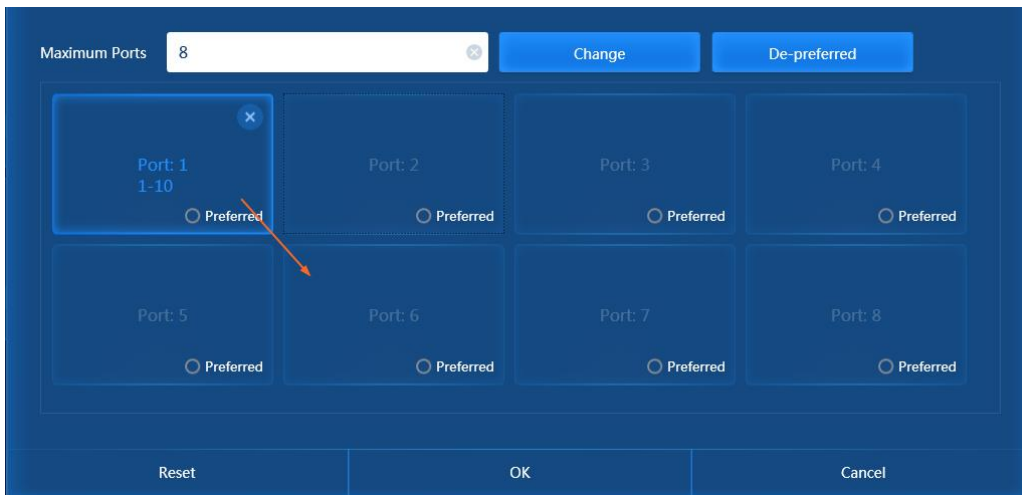 Maximum Ports 8 Change De-preferred
Port: 1
1-10
Preferred
Port: 2
Preferred
Port: 3
Preferred
Port: 4
Preferred
Port: 5
Preferred
Port: 6
Preferred
Port: 7
Preferred
Port: 8
Preferred
Reset OK Cancel